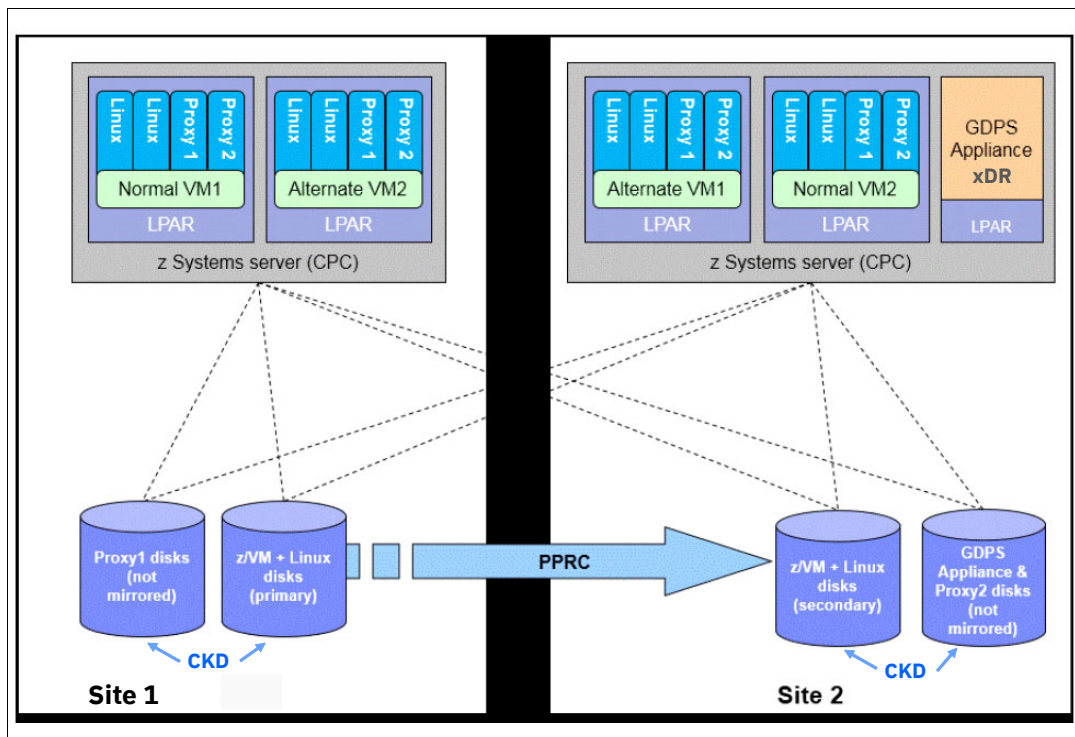 Linux
Linux
Proxy 1
Proxy 2
Normal VM1
LPAR
Linux
Linux
Proxy 1
Proxy 2
Alternate VM2
LPAR
z Systems server (CPC)
Linux
Linux
Proxy 1
Proxy 2
Alternate VM1
LPAR
Linux
Linux
Proxy 1
Proxy 2
Normal VM2
LPAR
GDPS
Appliance
xDR
LPAR
z Systems server (CPC)
Proxy1 disks
(not
mirrored)
z/VM + Linux
disks
(primary)
PPRC
z/VM + Linux
disks
(secondary)
GDPS
Appliance &
Proxy2 disks
(not
mirrored)
CKD
CKD
Site 1
Site 2